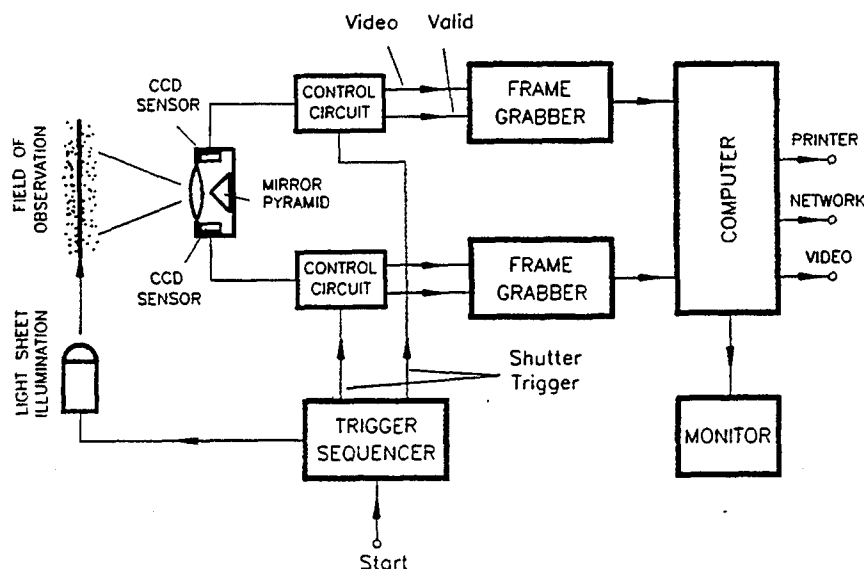 Video
Valid
CCD
SENSOR
CONTROL
CIRCUIT
FRAME
GRABBER
FIELD OF
OBSERVATION
MIRROR
PYRAMID
COMPUTER
PRINTER
NETWORK
VIDEO
CCD
SENSOR
CONTROL
CIRCUIT
FRAME
GRABBER
LIGHT SHEET
ILLUMINATION
Shutter
Trigger
TRIGGER
SEQUENCER
MONITOR
Start